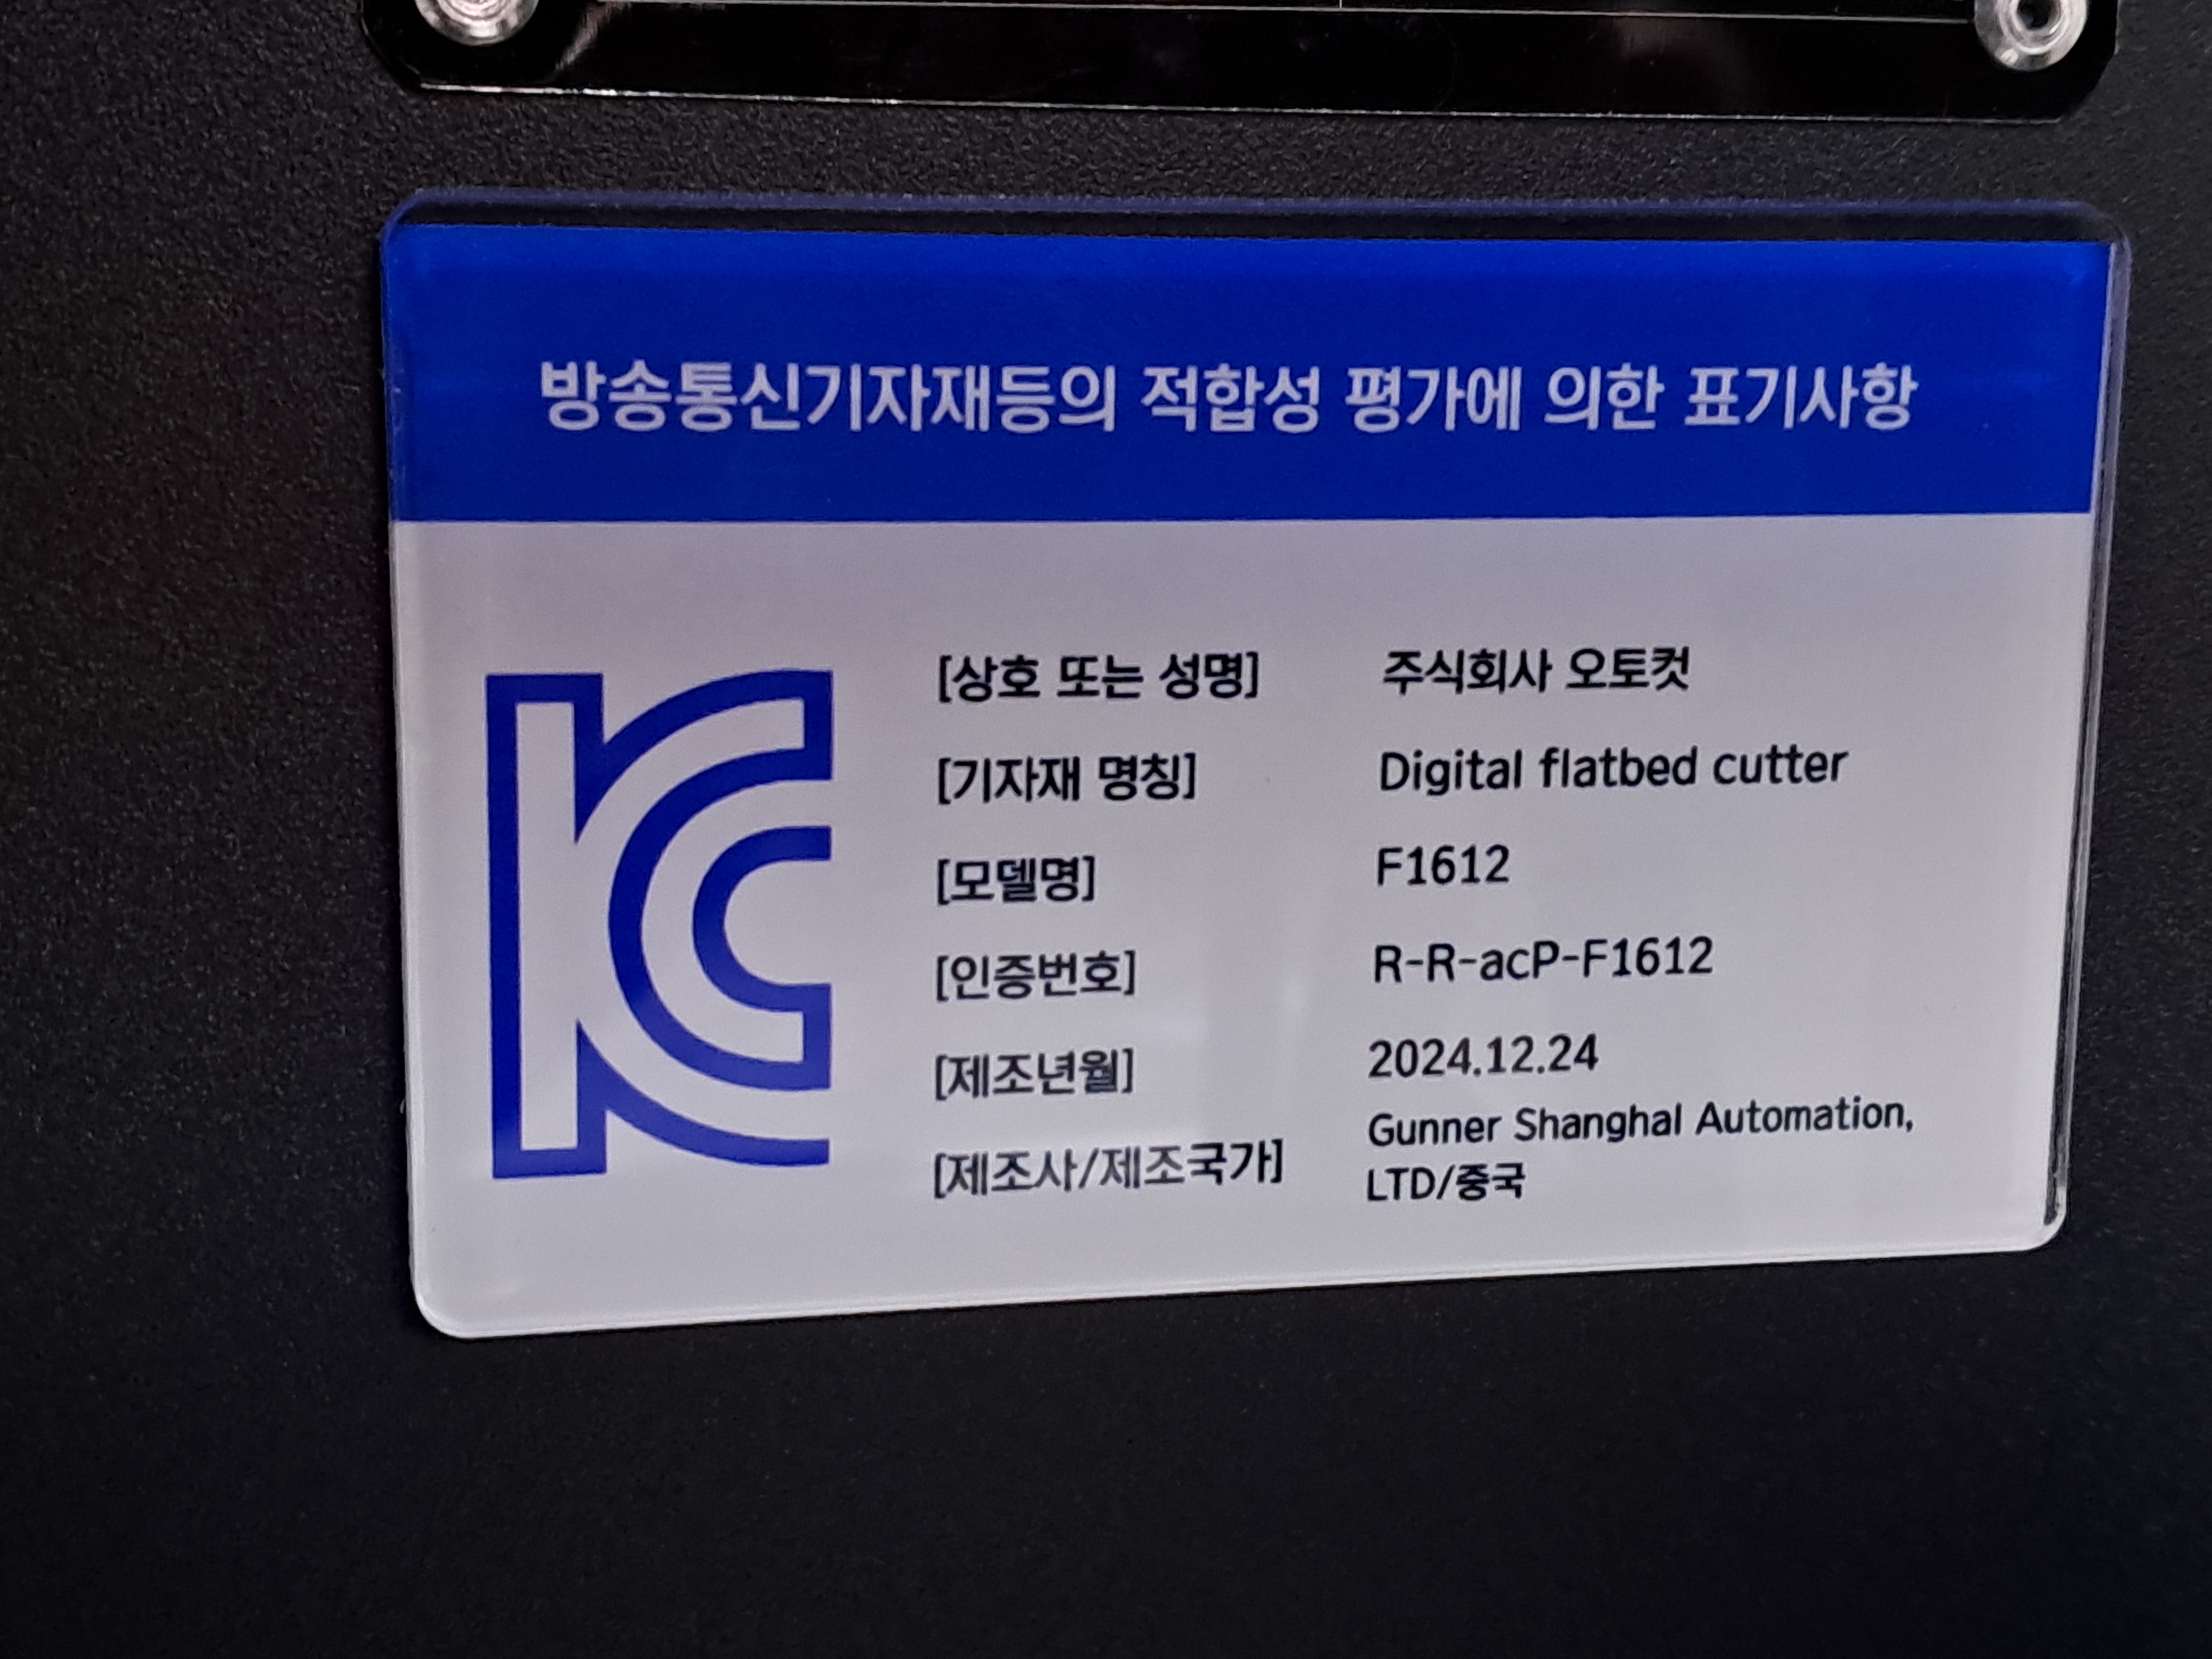 방송통신기자재등의 적합성 평가에 의한 표기사항
KC
[상호 또는 성명] 주식회사 오토컷
[기자재 명칭] Digital flatbed cutter
[모델명] F1612
[인증번호] R-R-acP-F1612
[제조년월] 2024.12.24
[제조사/제조국가] Gunner Shanghal Automation,
LTD/중국